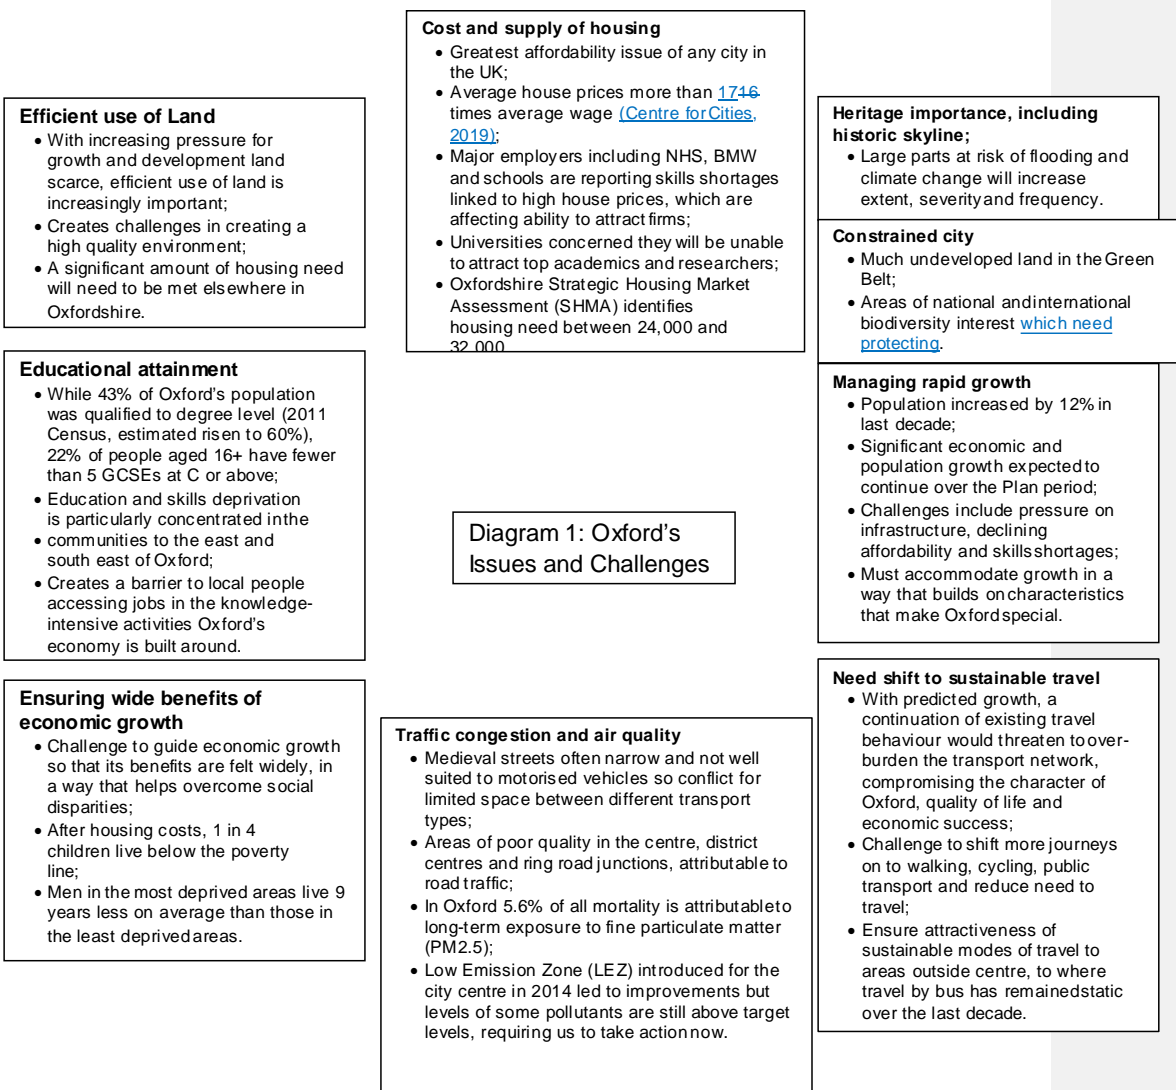 Cost and supply of housing
• Greatest affordability issue of any city in
the UK;
• Average house prices more than 1716
times average wage (Centre for Cities,
2019);
• Major employers including NHS, BMW
and schools are reporting skills shortages
linked to high house prices, which are
affecting ability to attract firms;
• Universities concerned they will be unable
to attract top academics and researchers;
• Oxfordshire Strategic Housing Market
Assessment (SHMA) identifies
housing need between 24,000 and
32,000
Efficient use of Land
• With increasing pressure for
growth and development land
scarce, efficient use of land is
increasingly important;
• Creates challenges in creating a
high quality environment;
• A significant amount of housing need
will need to be met elsewhere in
Oxfordshire.
Heritage importance, including
historic skyline;
• Large parts at risk of flooding and
climate change will increase
extent, severity and frequency.
Constrained city
• Much undeveloped land in the Green
Belt;
• Areas of national and international
biodiversity interest which need
protecting.
Educational attainment
• While 43% of Oxford's population
was qualified to degree level (2011
Census, estimated risen to 60%),
22% of people aged 16+ have fewer
than 5 GCSEs at C or above;
• Education and skills deprivation
is particularly concentrated in the
• communities to the east and
south east of Oxford;
• Creates a barrier to local people
accessing jobs in the knowledge-
intensive activities Oxford's
economy is built around.
Diagram 1: Oxford's
Issues and Challenges
Managing rapid growth
• Population increased by 12% in
last decade;
• Significant economic and
population growth expected to
continue over the Plan period;
• Challenges include pressure on
infrastructure, declining
affordability and skills shortages;
• Must accommodate growth in a
way that builds on characteristics
that make Oxford special.
Ensuring wide benefits of
economic growth
• Challenge to guide economic growth
so that its benefits are felt widely, in
a way that helps overcome social
disparities;
• After housing costs, 1 in 4
children live below the poverty
line;
• Men in the most deprived areas live 9
years less on average than those in
the least deprived areas.
Traffic congestion and air quality
• Medieval streets often narrow and not well
suited to motorised vehicles so conflict for
limited space between different transport
types;
• Areas of poor quality in the centre, district
centres and ring road junctions, attributable to
road traffic;
• In Oxford 5.6% of all mortality is attributable to
long-term exposure to fine particulate matter
(PM2.5);
• Low Emission Zone (LEZ) introduced for the
city centre in 2014 led to improvements but
levels of some pollutants are still above target
levels, requiring us to take action now.
Need shift to sustainable travel
• With predicted growth, a
continuation of existing travel
behaviour would threaten to over-
burden the transport network,
compromising the character of
Oxford, quality of life and
economic success;
• Challenge to shift more journeys
on to walking, cycling, public
transport and reduce need to
travel;
• Ensure attractiveness of
sustainable modes of travel to
areas outside centre, to where
travel by bus has remained static
over the last decade.